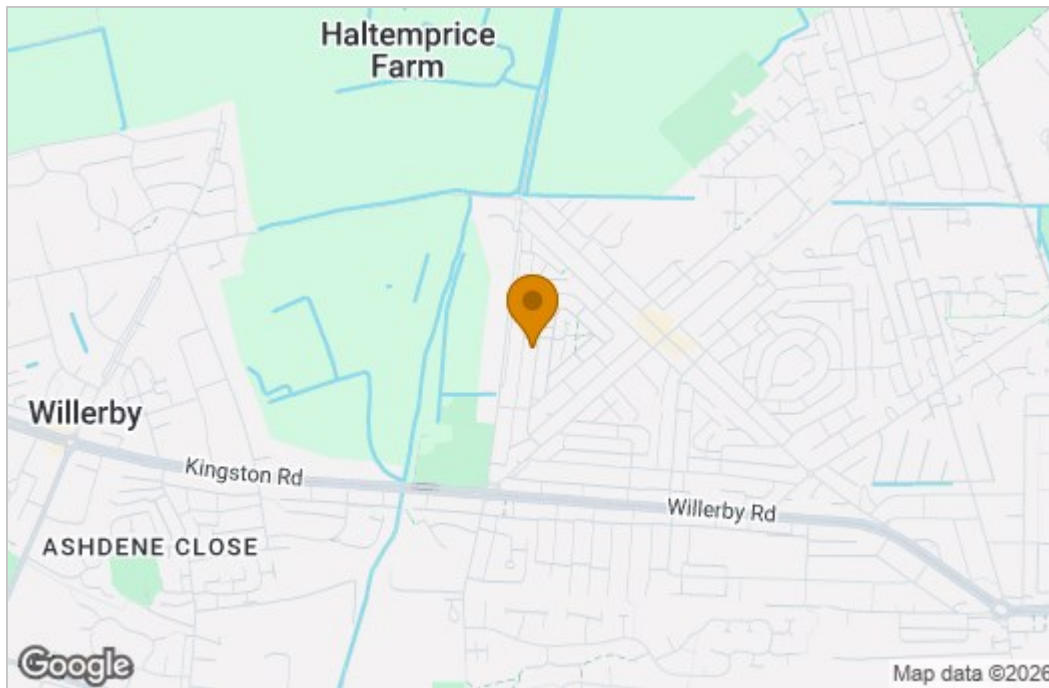 Haltemprice
Farm
Willerby
Kingston Rd
Willerby Rd
ASHDENE CLOSE
Google
Map data ©2026